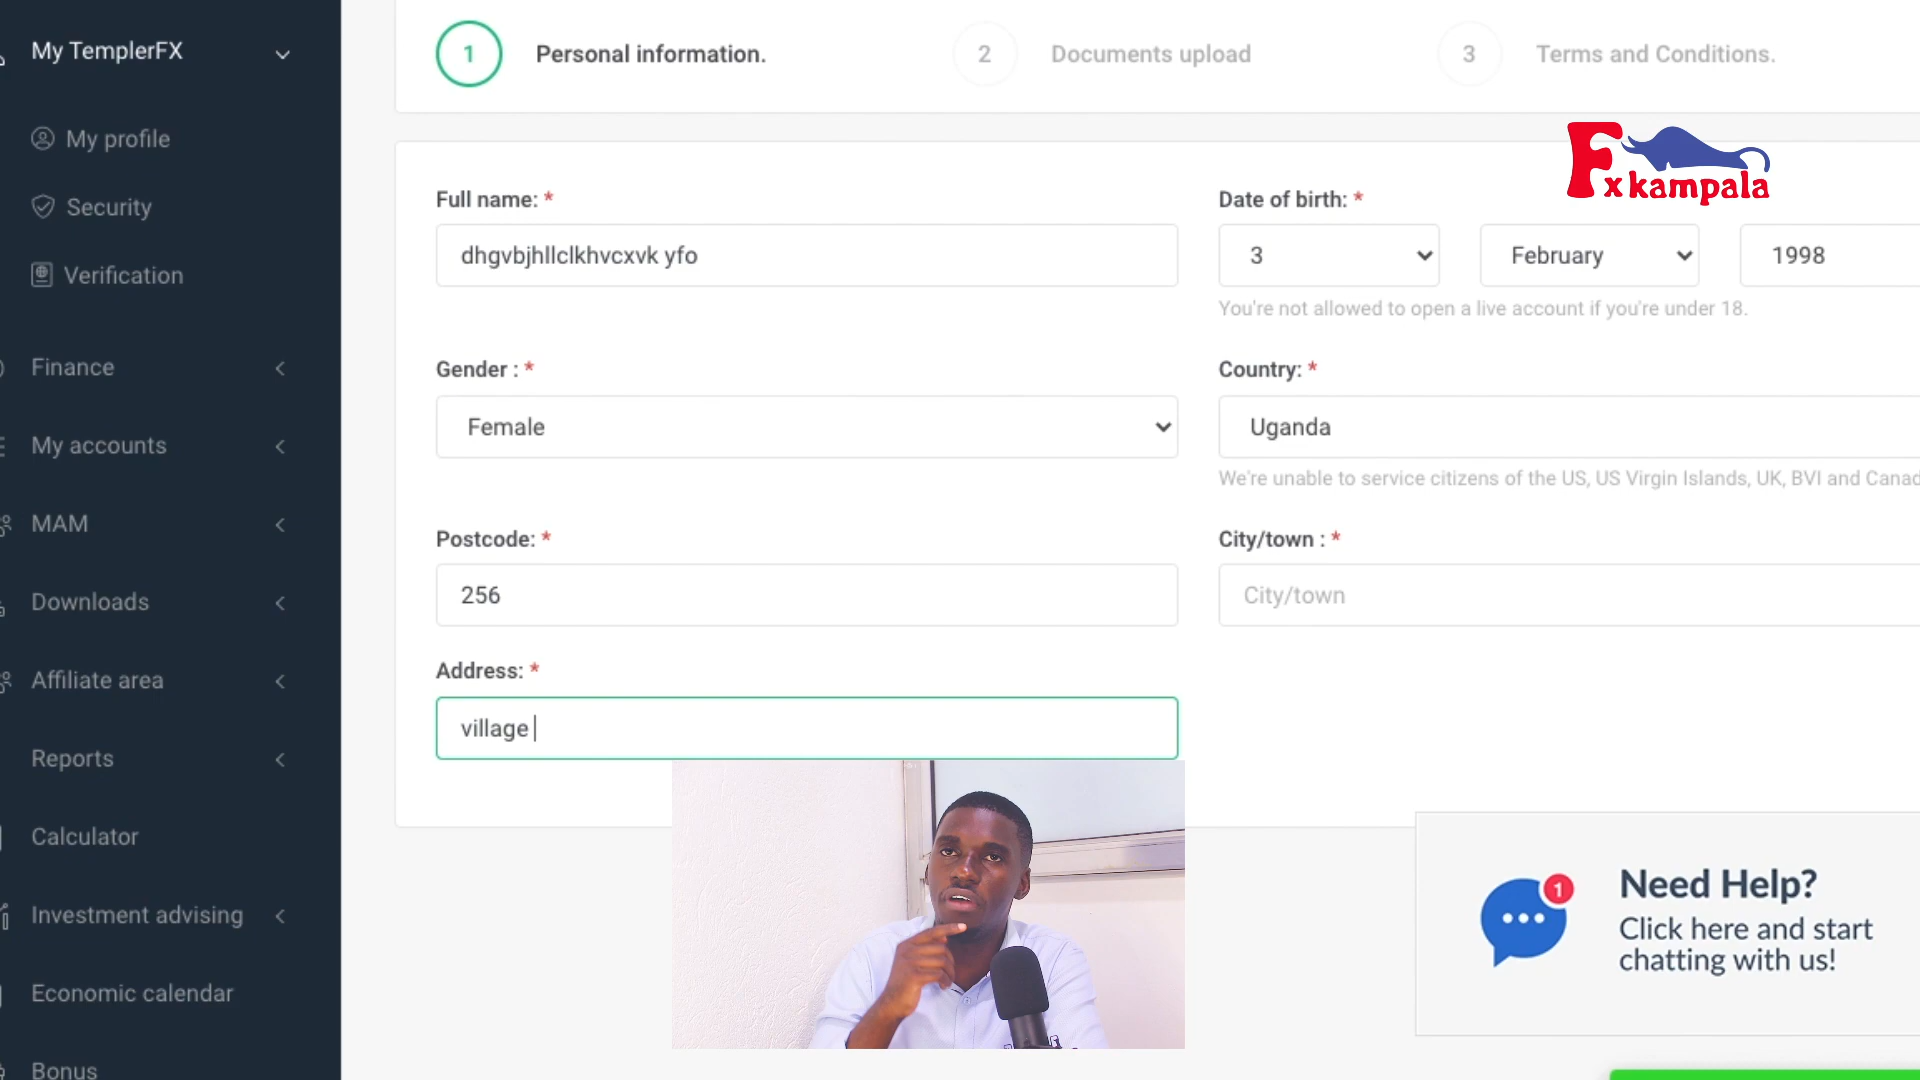 My TemplerFX
My profile
Security
Verification
Finance
My accounts
MAM
Downloads
Affiliate area
Reports
Calculator
Investment advising
Economic calendar
Bonus
1 Personal information.
2 Documents upload
3 Terms and Conditions.
Fxkampala
Full name: *
dhgvbjhllclkhvcxvk yfo
Date of birth: *
3 February 1998
You're not allowed to open a live account if you're under 18.
Gender : *
Female
Country: *
Uganda
We're unable to service citizens of the US, US Virgin Islands, UK, BVI and Canad
Postcode: *
256
City/town : *
City/town
Address: *
village
1
Need Help?
Click here and start
chatting with us!